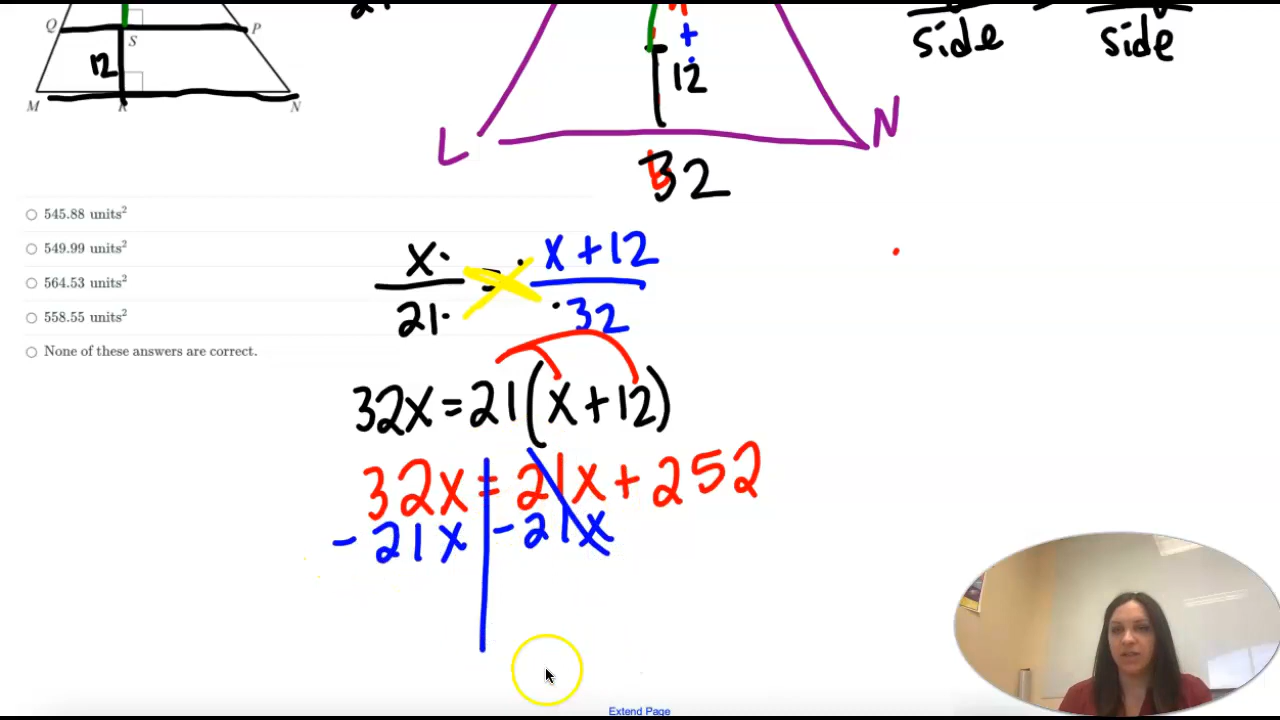 Q S P
12
M R N
side side
+
12
L N
32
545.88 units²
549.99 units²
564.53 units²
558.55 units²
None of these answers are correct.
x/21 = x+12/32
32x=21(x+12)
32x=21x+252
-21x -21x
Extend Page